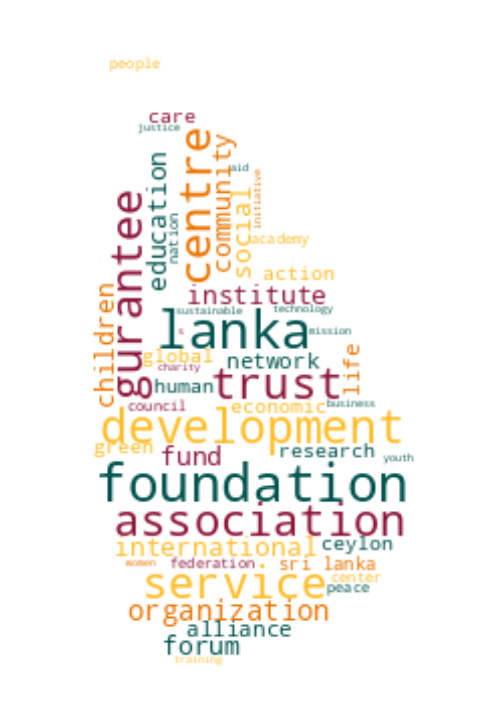 people
care
justice
centre
community
education
nation
aid
initiative
social
academy
gurantee
action
children
institute
sustainable
technology
lanka
s
mission
global
network
life
charity
human
trust
council
economic
business
development
green
fund
research
youth
foundation
association
international
ceylon
women
federation.
sri lanka
service
center
peace
organization
alliance
forum
training